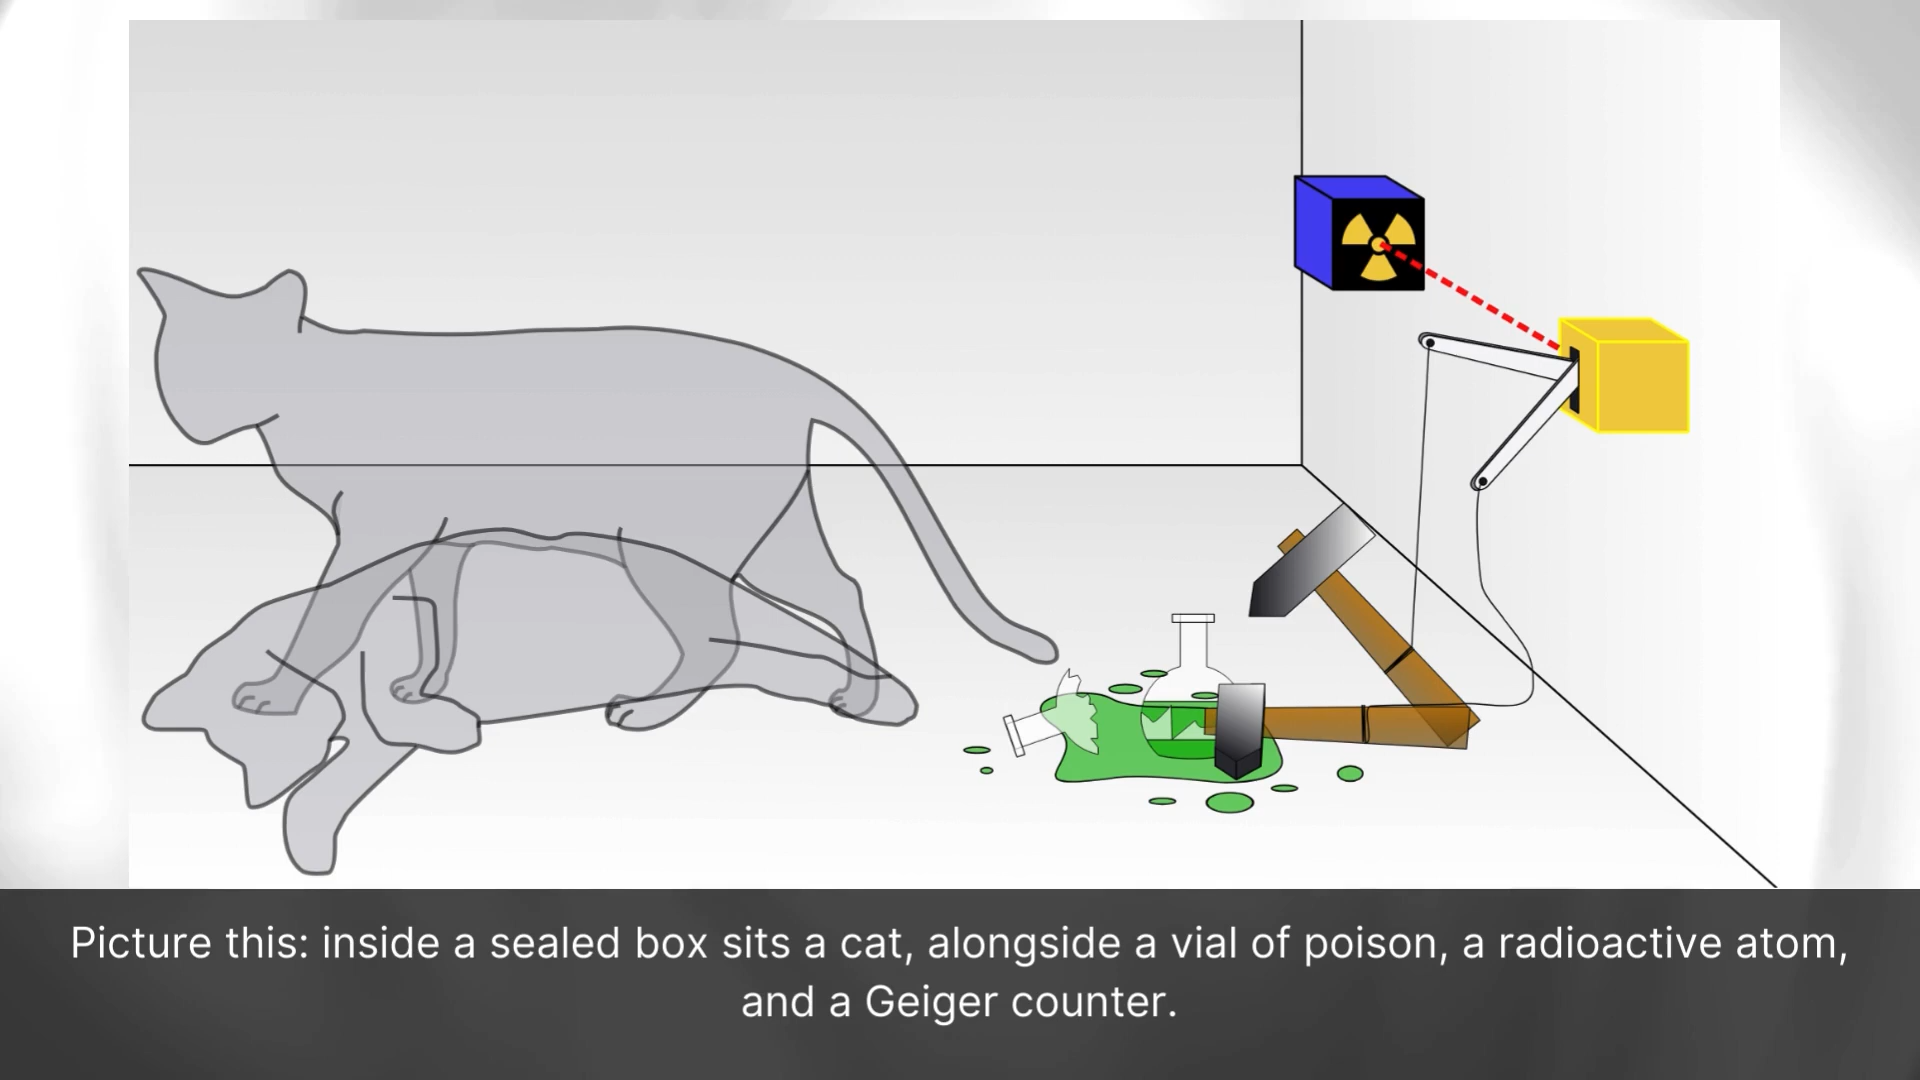 Picture this: inside a sealed box sits a cat, alongside a vial of poison, a radioactive atom,
and a Geiger counter.